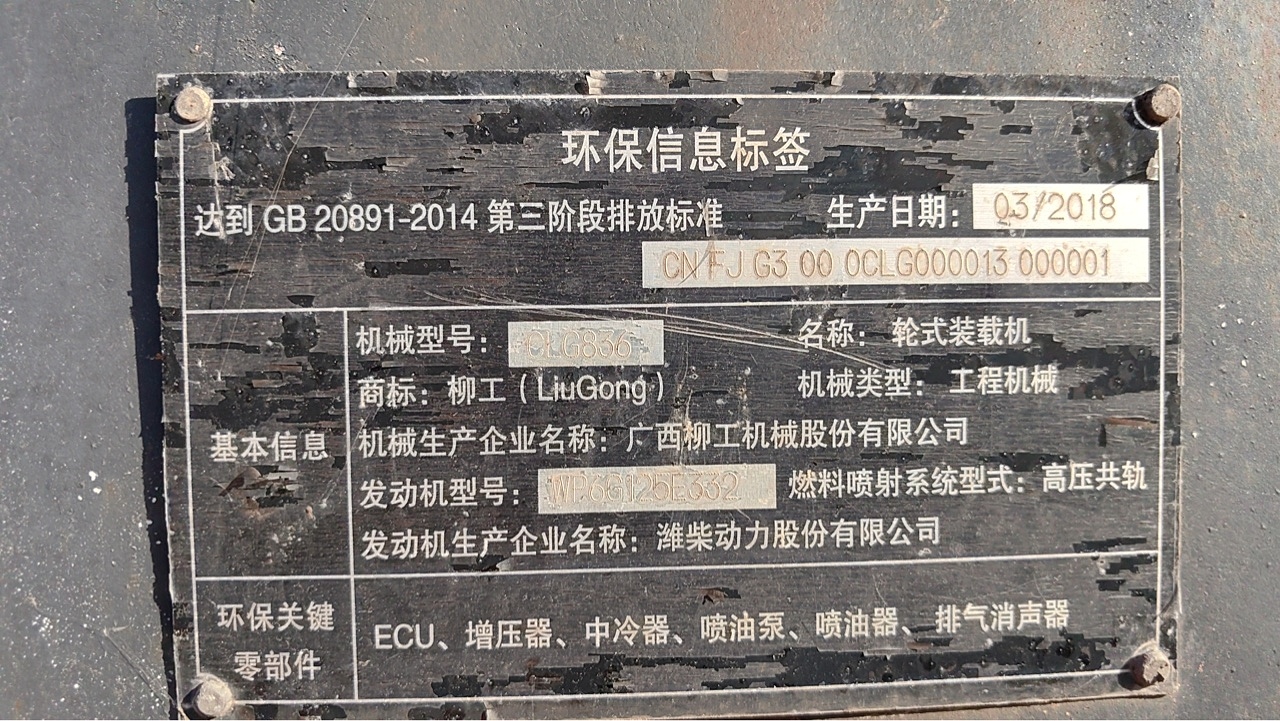 环保信息标签
达到 GB 20891-2014 第三阶段排放标准 生产日期: 03/2018
CN FJ G3 00 0CLG000013 000001
机械型号: CLG836 名称: 轮式装载机
商标: 柳工 (LiuGong) 机械类型: 工程机械
基本信息
机械生产企业名称: 广西柳工机械股份有限公司
发动机型号: WP6G125E332 燃料喷射系统型式: 高压共轨
发动机生产企业名称: 潍柴动力股份有限公司
环保关键
零部件
ECU、增压器、中冷器、喷油泵、喷油器、排气消声器